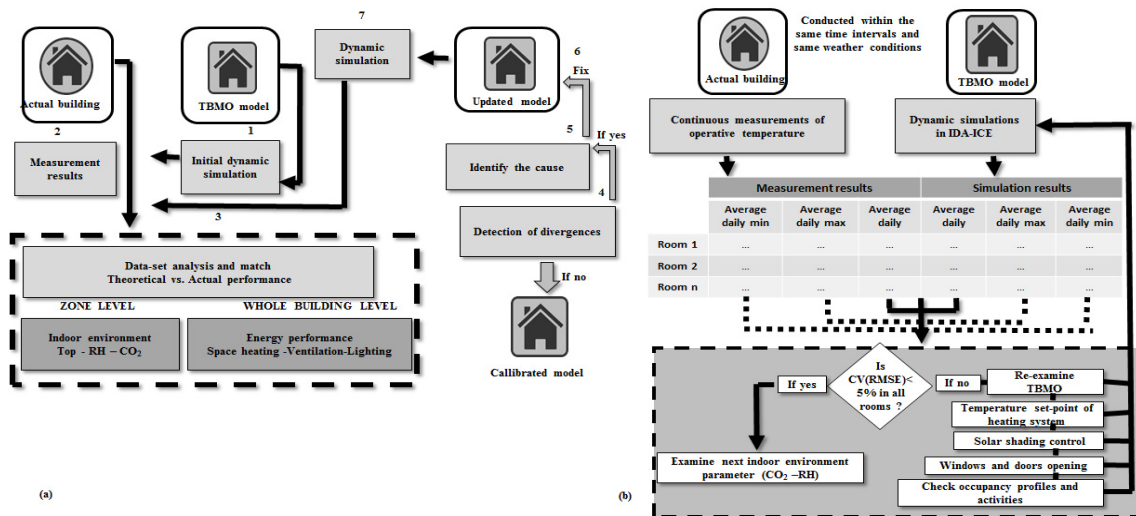 7
Actual building
2
TBMO model
1
Dynamic
simulation
6
Fix
Updated model
5
If yes
Measurement
results
Initial dynamic
simulation
3
Identify the cause
4
Detection of divergences
If no
Callibrated model
Data-set analysis and match
Theoretical vs. Actual performance
ZONE LEVEL
WHOLE BUILDING LEVEL
Indoor environment
Top - RH – CO2
Energy performance
Space heating -Ventilation-Lighting
(a)
Actual building
Conducted within the
same time intervals and
same weather conditions
TBMO model
Continuous measurements of
operative temperature
Dynamic simulations
in IDA-ICE
Measurement results Simulation results
Average daily min Average daily max Average daily Average daily Average daily max Average daily min
Room 1 ... ... ... ... ... ...
Room 2 ... ... ... ... ... ...
Room n ... ... ... ... ... ...
Is
CV(RMSE)<
5% in all
rooms ?
If yes
If no
Re-examine
TBMO
Temperature set-point of
heating system
Solar shading control
Windows and doors opening
Check occupancy profiles and
activities
Examine next indoor environment
parameter (CO2 –RH)
(b)